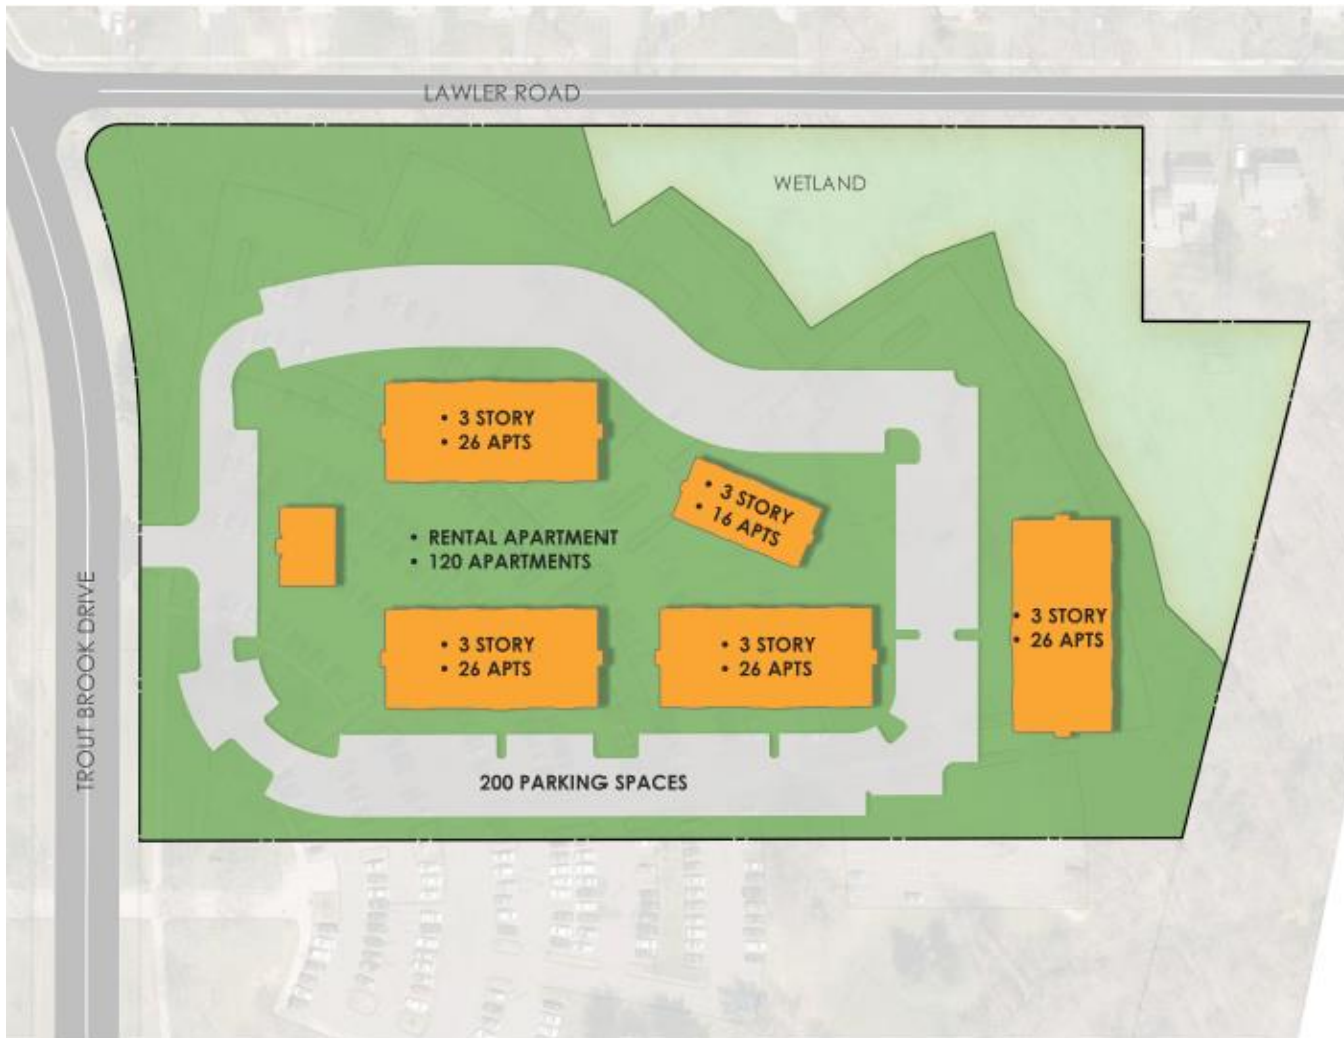 LAWLER ROAD
WETLAND
• 3 STORY
• 26 APTS
• 3 STORY
• 16 APTS
• RENTAL APARTMENT
• 120 APARTMENTS
TROUT BROOK DRIVE
• 3 STORY
• 26 APTS
• 3 STORY
• 26 APTS
• 3 STORY
• 26 APTS
200 PARKING SPACES